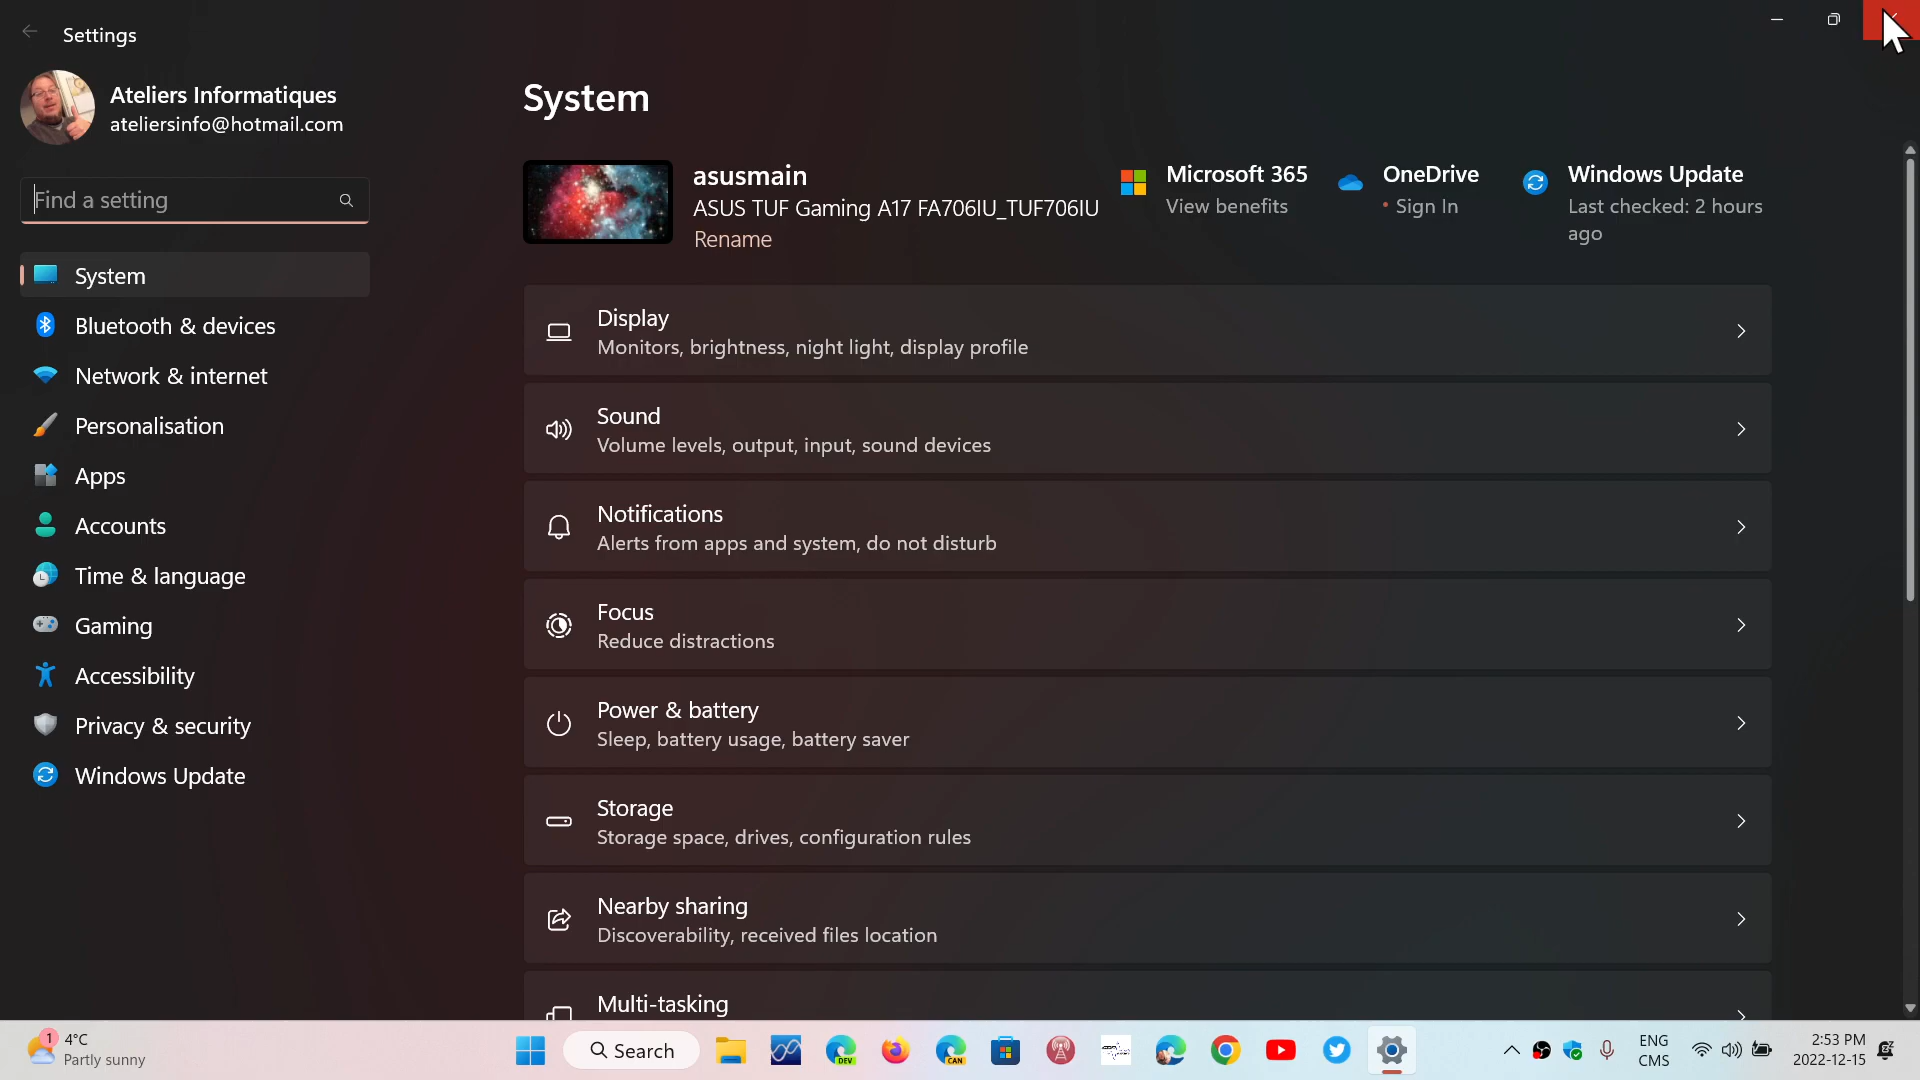 Settings
Ateliers Informatiques
ateliersinfo@hotmail.com
Find a setting
System
Bluetooth & devices
Network & internet
Personalisation
Apps
Accounts
Time & language
Gaming
Accessibility
Privacy & security
Windows Update
System
asusmain
ASUS TUF Gaming A17 FA706IU_TUF706IU
Rename
Microsoft 365
View benefits
OneDrive
• Sign In
Windows Update
Last checked: 2 hours
ago
Display
Monitors, brightness, night light, display profile
Sound
Volume levels, output, input, sound devices
Notifications
Alerts from apps and system, do not disturb
Focus
Reduce distractions
Power & battery
Sleep, battery usage, battery saver
Storage
Storage space, drives, configuration rules
Nearby sharing
Discoverability, received files location
Multi-tasking
1
4°C
Partly sunny
Search
DEV
CAN
ENG
CMS
2:53 PM
2022-12-15